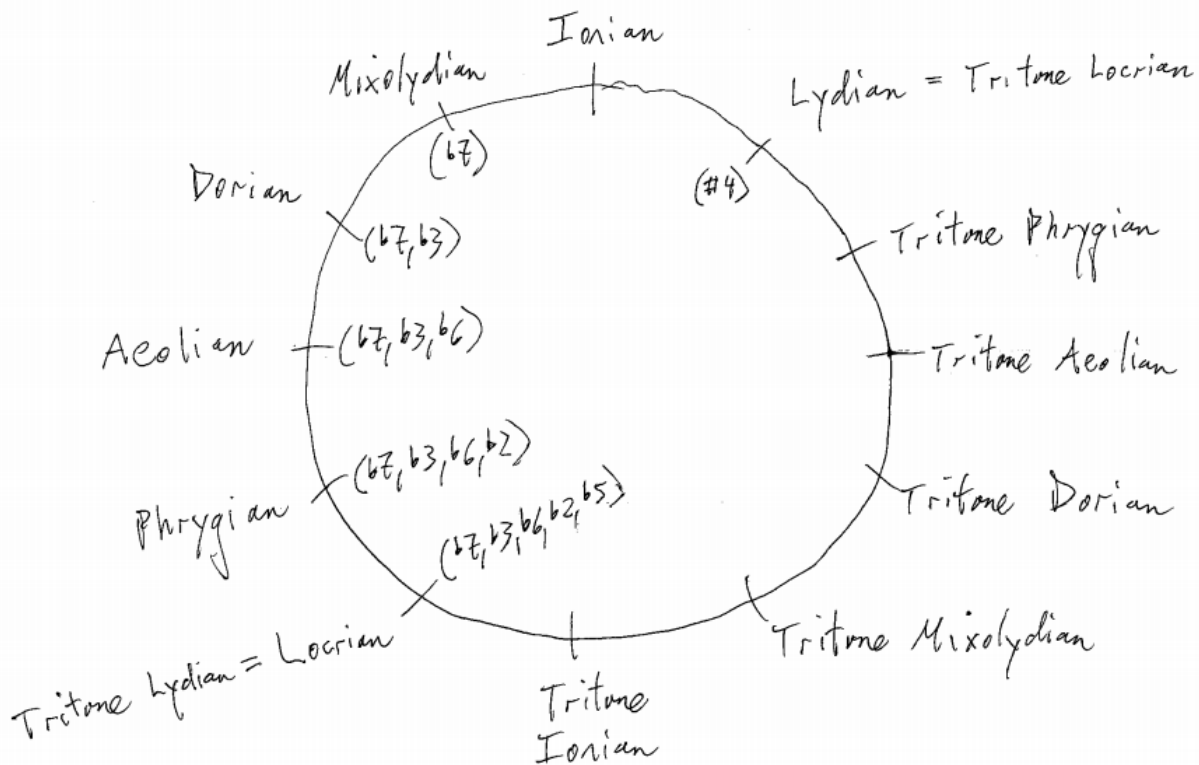 Ionian
Mixolydian
(b7)
Lydian = Tritone Locrian
(#4)
Dorian
(b7,b3)
Tritone Phrygian
Aeolian
(b7,b3,b6)
Tritone Aeolian
Phrygian
(b7,b3,b6,b2)
Tritone Dorian
(b7,b3,b6,b2,b5)
Tritone Lydian = Locrian
Tritone Mixolydian
Tritone
Ionian